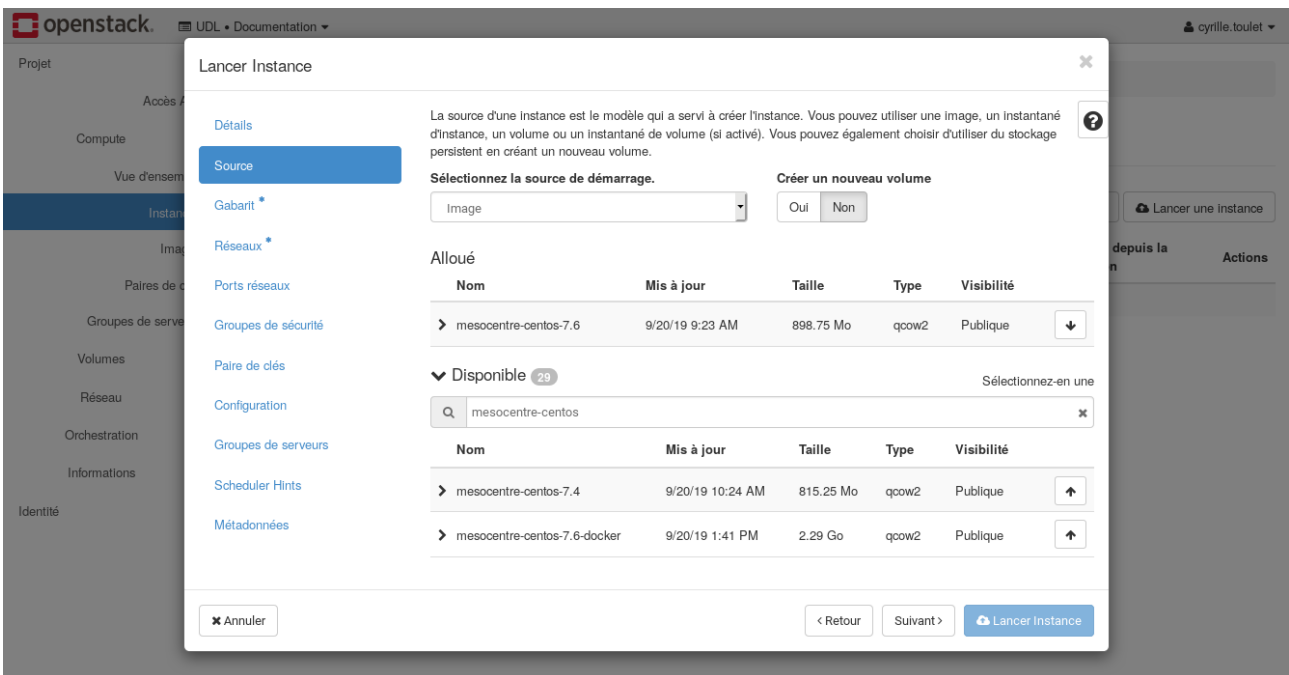 openstack. UDL • Documentation cyrille.toulet
Projet
Accès
Compute
Vue d'ensem
Instan
Imag
Paires de c
Groupes de serve
Volumes
Réseau
Orchestration
Informations
Identité
Lancer Instance
Détails
Source
Gabarit *
Réseaux *
Ports réseaux
Groupes de sécurité
Paire de clés
Configuration
Groupes de serveurs
Scheduler Hints
Métadonnées
La source d'une instance est le modèle qui a servi à créer l'instance. Vous pouvez utiliser une image, un instantané
d'instance, un volume ou un instantané de volume (si activé). Vous pouvez également choisir d'utiliser du stockage
persistent en créant un nouveau volume.
Sélectionnez la source de démarrage. Créer un nouveau volume
Image Oui Non
Alloué
Nom Mis à jour Taille Type Visibilité
mesocentre-centos-7.6 9/20/19 9:23 AM 898.75 Mo qcow2 Publique
Disponible 29
Sélectionnez-en une
mesocentre-centos
Nom Mis à jour Taille Type Visibilité
mesocentre-centos-7.4 9/20/19 10:24 AM 815.25 Mo qcow2 Publique
mesocentre-centos-7.6-docker 9/20/19 1:41 PM 2.29 Go qcow2 Publique
Annuler < Retour Suivant > Lancer Instance
Lancer une instance
depuis la
n
Actions